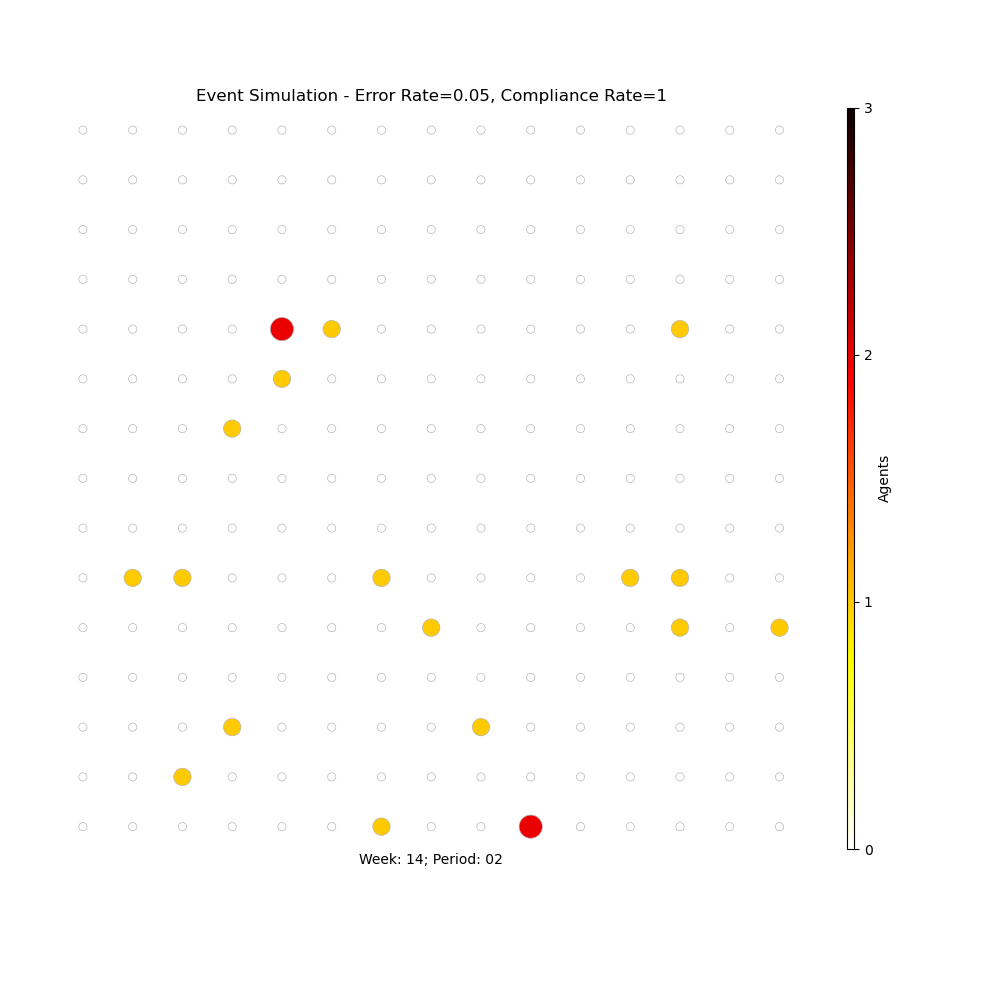 Event Simulation - Error Rate=0.05, Compliance Rate=1
3
2
Agents
1
0
Week: 14; Period: 02